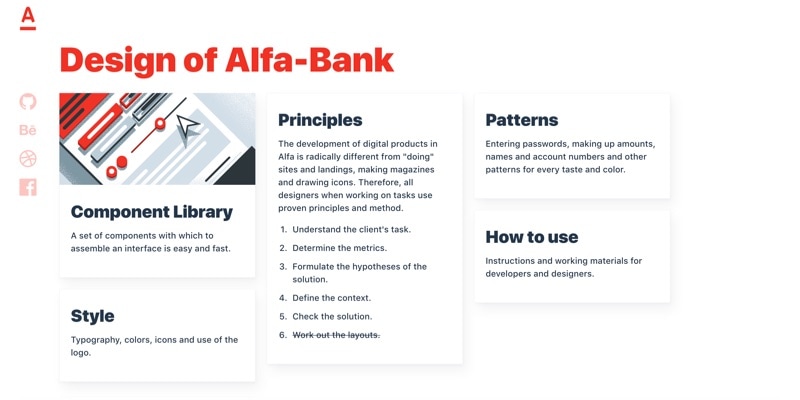 A
Design of Alfa-Bank
Bē
Component Library
A set of components with which to
assemble an interface is easy and fast.
Style
Typography, colors, icons and use of the
logo.
Principles
The development of digital products in
Alfa is radically different from "doing"
sites and landings, making magazines
and drawing icons. Therefore, all
designers when working on tasks use
proven principles and method.
1. Understand the client's task.
2. Determine the metrics.
3. Formulate the hypotheses of the
solution.
4. Define the context.
5. Check the solution.
6. Work out the layouts.
Patterns
Entering passwords, making up amounts,
names and account numbers and other
patterns for every taste and color.
How to use
Instructions and working materials for
developers and designers.